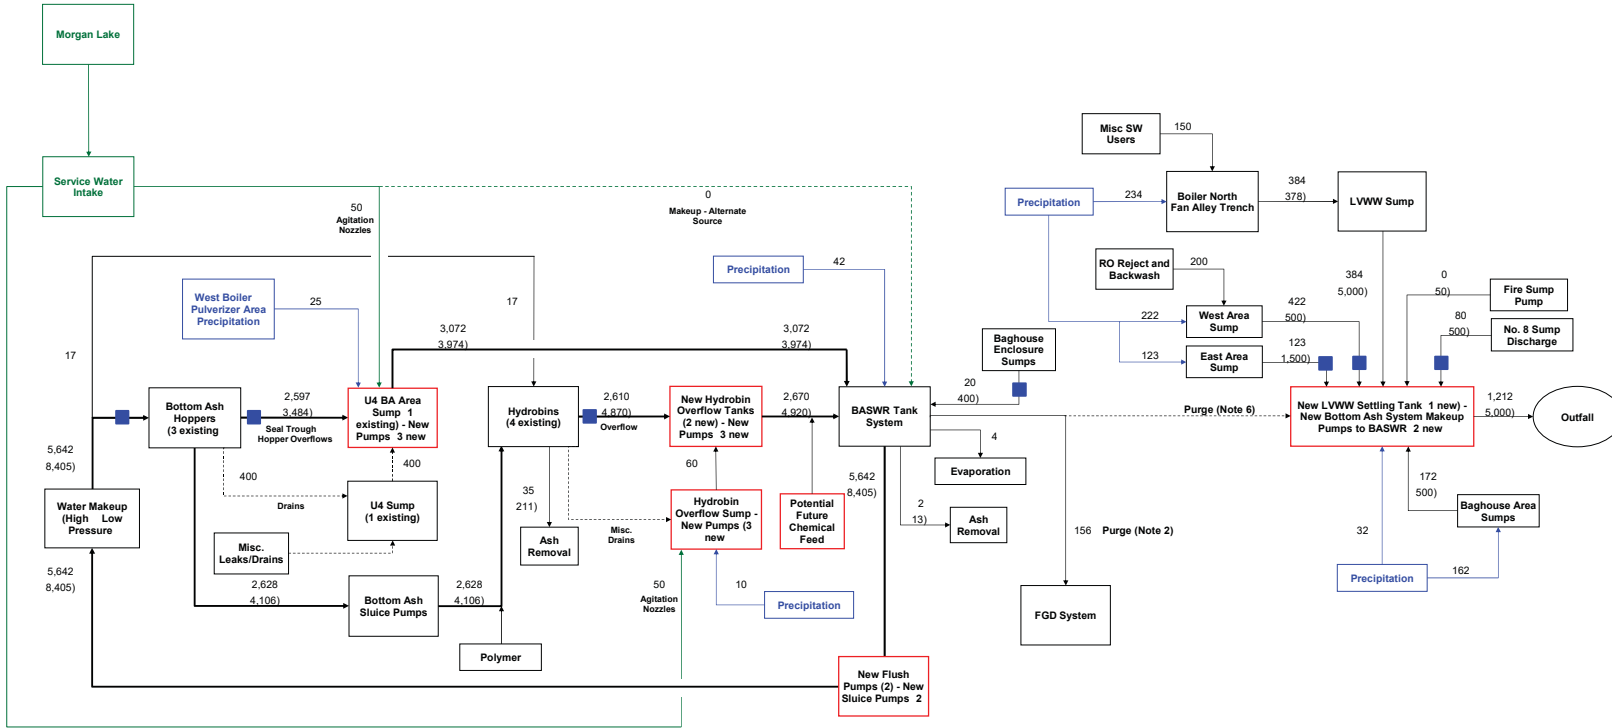 Morgan Lake
Service Water
Intake
50
Agitation
Nozzles
0
Makeup - Alternate
Source
Misc SW
Users
150
Precipitation
234
Boiler North
Fan Alley Trench
384
378)
LVWW Sump
RO Reject and
Backwash
200
384
5,000)
0
50)
Fire Sump
Pump
222
West Area
Sump
422
500)
80
500)
No. 8 Sump
Discharge
123
East Area
Sump
123
1,500)
West Boiler
Pulverizer Area
Precipitation
25
17
17
Precipitation
42
3,072
3,974)
3,072
3,974)
Baghouse
Enclosure
Sumps
20
400)
Bottom Ash
Hoppers
(3 existing
2,597
3,484)
Seal Trough
Hopper Overflows
U4 BA Area
Sump 1
existing) - New
Pumps 3 new
Hydrobins
(4 existing)
2,610
4,870)
Overflow
New Hydrobin
Overflow Tanks
(2 new) - New
Pumps 3 new
2,670
4,920)
BASWR Tank
System
Purge (Note 6)
New LVWW Settling Tank 1 new) -
New Bottom Ash System Makeup
Pumps to BASWR 2 new
1,212
5,000)
Outfall
5,642
8,405)
400
Drains
400
60
4
Evaporation
5,642
8,405)
172
500)
Water Makeup
(High Low
Pressure
U4 Sump
(1 existing)
35
211)
Hydrobin
Overflow Sump -
New Pumps (3
new
Potential
Future
Chemical
Feed
2
13)
Ash
Removal
Baghouse Area
Sumps
Misc.
Leaks/Drains
Ash
Removal
Misc.
Drains
156
Purge (Note 2)
32
5,642
8,405)
2,628
4,106)
Bottom Ash
Sluice Pumps
2,628
4,106)
50
Agitation
Nozzles
10
Precipitation
Precipitation
162
FGD System
Polymer
New Flush
Pumps (2) - New
Sluice Pumps 2